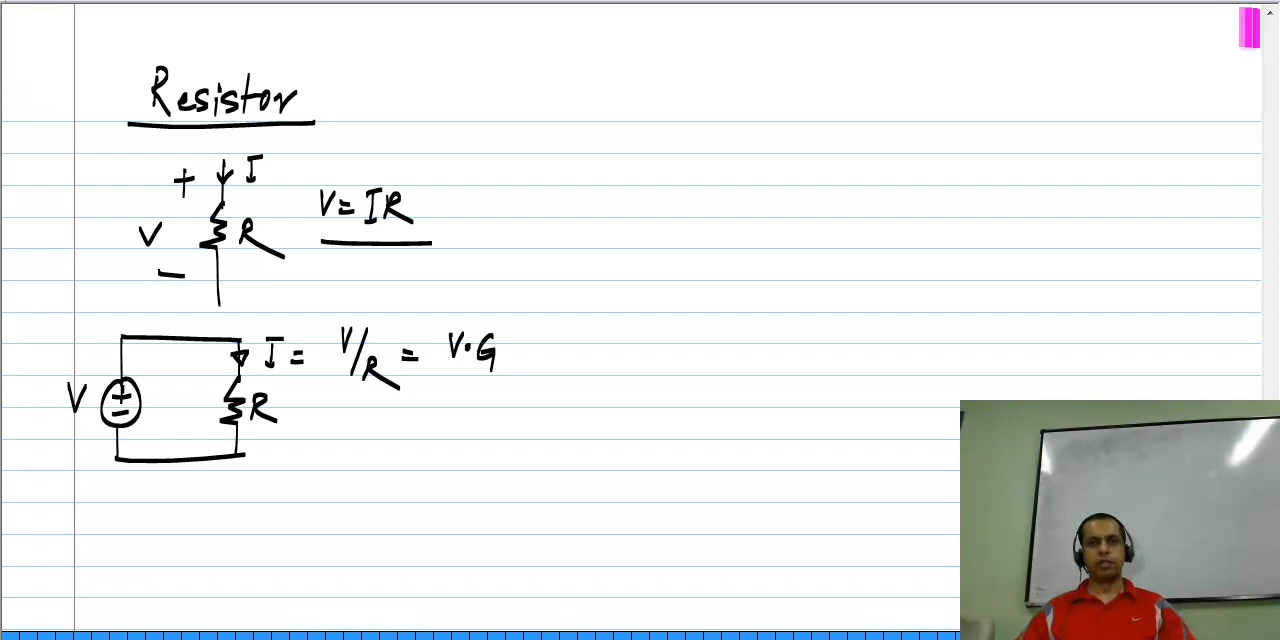 Resistor
+ I
V R V = IR
−
I = V/R = V·G
V + − R